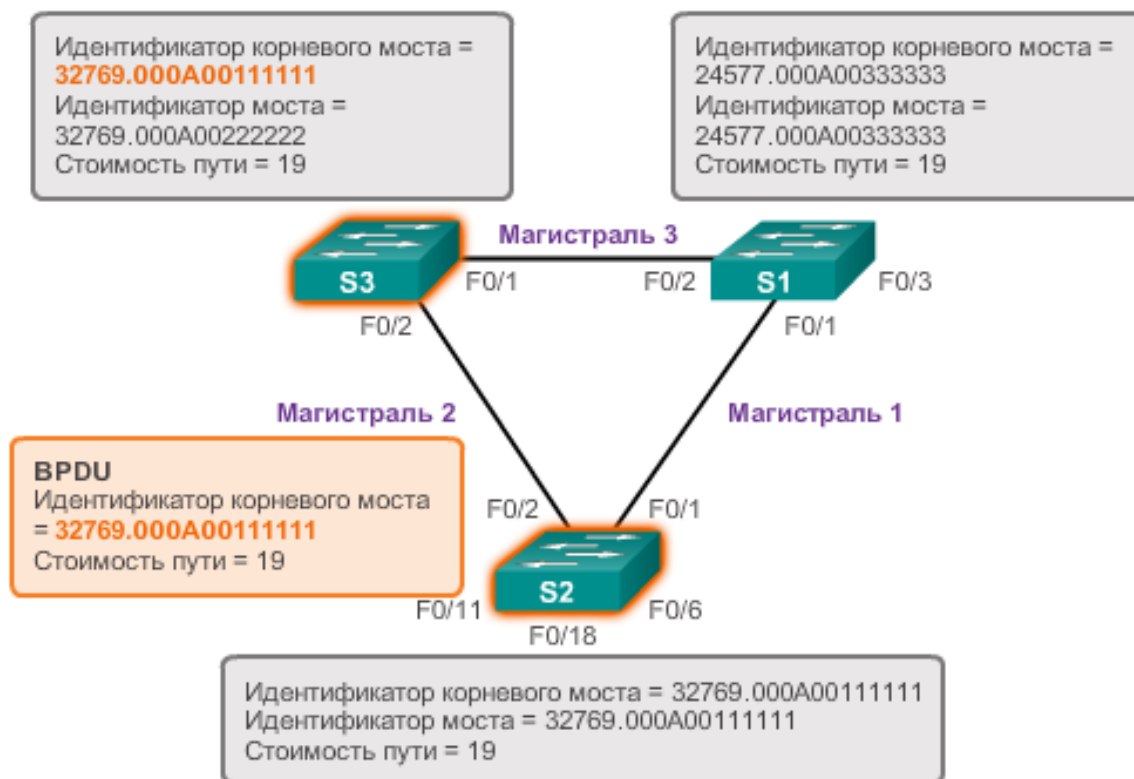 Идентификатор корневого моста =
32769.000A00111111
Идентификатор моста =
32769.000A00222222
Стоимость пути = 19
Идентификатор корневого моста =
24577.000A00333333
Идентификатор моста =
24577.000A00333333
Стоимость пути = 19
Магистраль 3
S3
F0/1
F0/2
S1
F0/3
F0/2
F0/1
Магистраль 2
Магистраль 1
BPDU
Идентификатор корневого моста
= 32769.000A00111111
Стоимость пути = 19
F0/2
F0/1
S2
F0/11
F0/6
F0/18
Идентификатор корневого моста = 32769.000A00111111
Идентификатор моста = 32769.000A00111111
Стоимость пути = 19